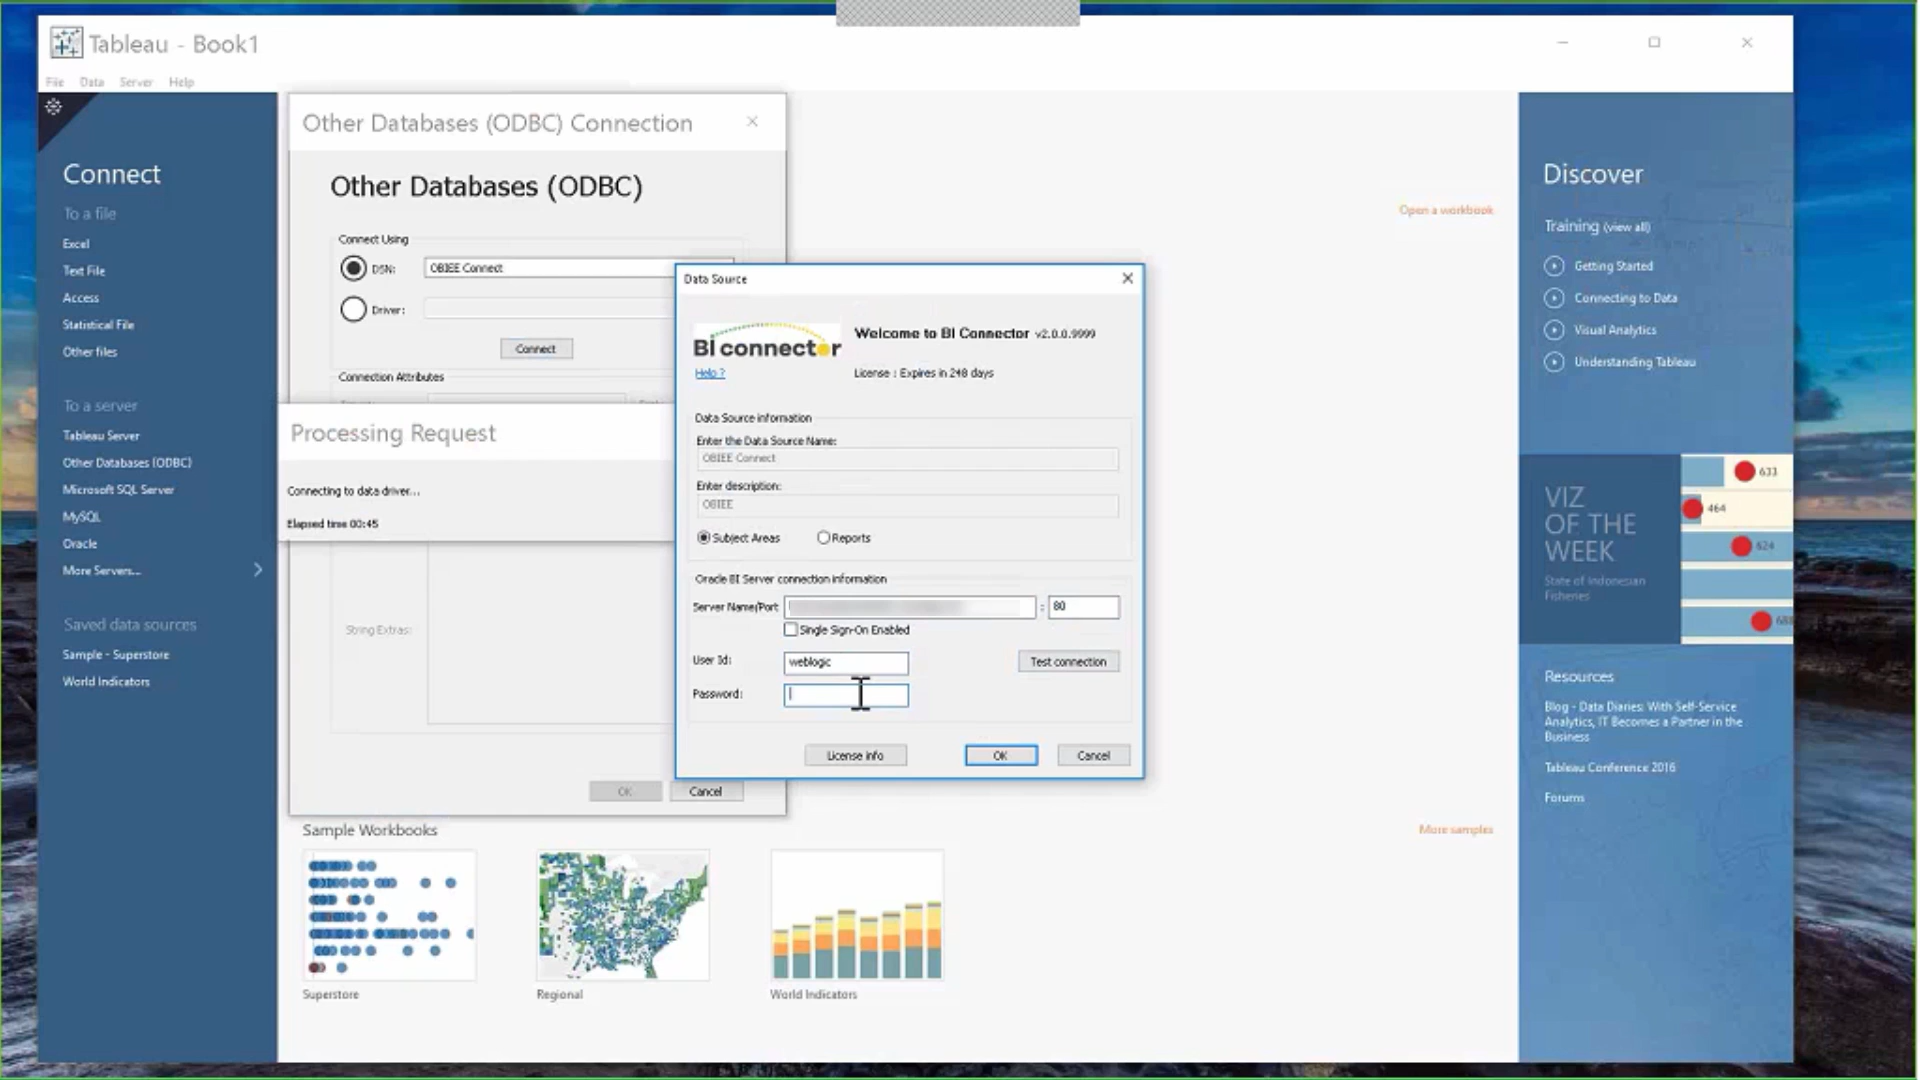 Tableau - Book1
File Data Server Help
Connect
To a file
Excel
Text File
Access
Statistical File
Other files
To a server
Tableau Server
Other Databases (ODBC)
Microsoft SQL Server
MySQL
Oracle
More Servers...
Saved data sources
Sample - Superstore
World Indicators
Other Databases (ODBC) Connection
Other Databases (ODBC)
Connect Using
DSN: OBIEE Connect
Driver:
Connect
Connection Attributes
Processing Request
Connecting to data driver...
Elapsed time 00:45
String Extras:
OK Cancel
Data Source
BI connector
Help ?
Welcome to BI Connector v2.0.0.9999
License : Expires in 248 days
Data Source information
Enter the Data Source Name:
OBIEE Connect
Enter description:
OBIEE
Subject Areas Reports
Oracle BI Server connection information
Server Name/Port : 80
Single Sign-On Enabled
User Id: weblogic Test connection
Password:
License info OK Cancel
Open a workbook
Sample Workbooks
More samples
Superstore Regional World Indicators
Discover
Training (view all)
Getting Started
Connecting to Data
Visual Analytics
Understanding Tableau
VIZ
OF THE
WEEK
State of Indonesian
Fisheries
633
464
624
Resources
Blog - Data Diaries: With Self-Service
Analytics, IT Becomes a Partner in the
Business
Tableau Conference 2016
Forums